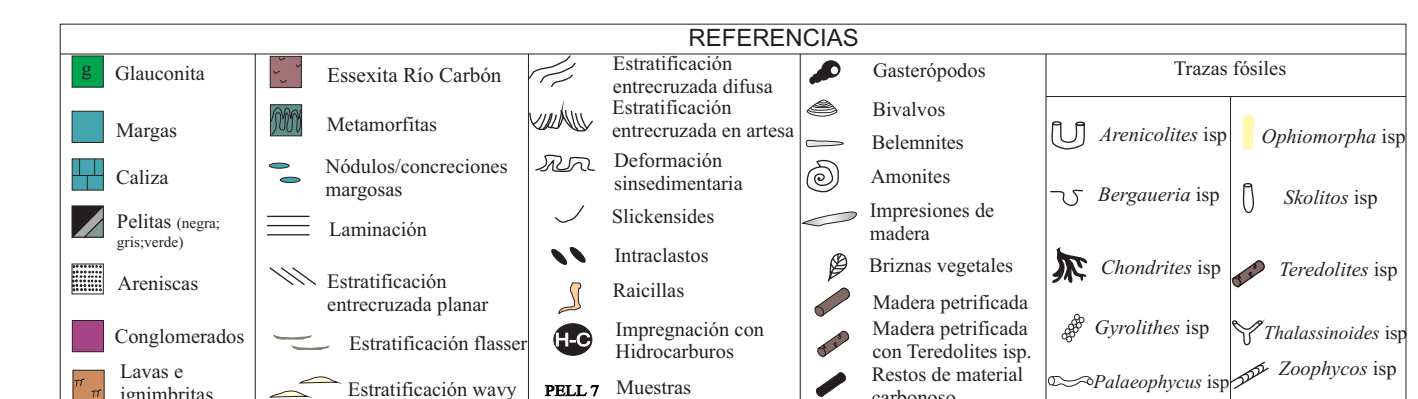 REFERENCIAS
g
Glauconita
Margas
Caliza
Pelitas (negra;
gris;verde)
Areniscas
Conglomerados
Lavas e
ignimbritas
Essexita Río Carbón
Metamorfitas
Nódulos/concreciones
margosas
Laminación
Estratificación
entrecruzada planar
Estratificación flasser
Estratificación wavy
Estratificación
entrecruzada difusa
Estratificación
entrecruzada en artesa
Deformación
sinsedimentaria
Slickensides
Intraclastos
Raicillas
H-C
Impregnación con
Hidrocarburos
PELL 7
Muestras
Gasterópodos
Bivalvos
Belemnites
Amonites
Impresiones de
madera
Briznas vegetales
Madera petrificada
Madera petrificada
con Teredolites isp.
Restos de material
carbonoso
Trazas fósiles
Arenicolites isp
Bergaueria isp
Chondrites isp
Gyrolithes isp
Palaeophycus isp
Ophiomorpha isp
Skolitos isp
Teredolites isp
Thalassinoides isp
Zoophycos isp